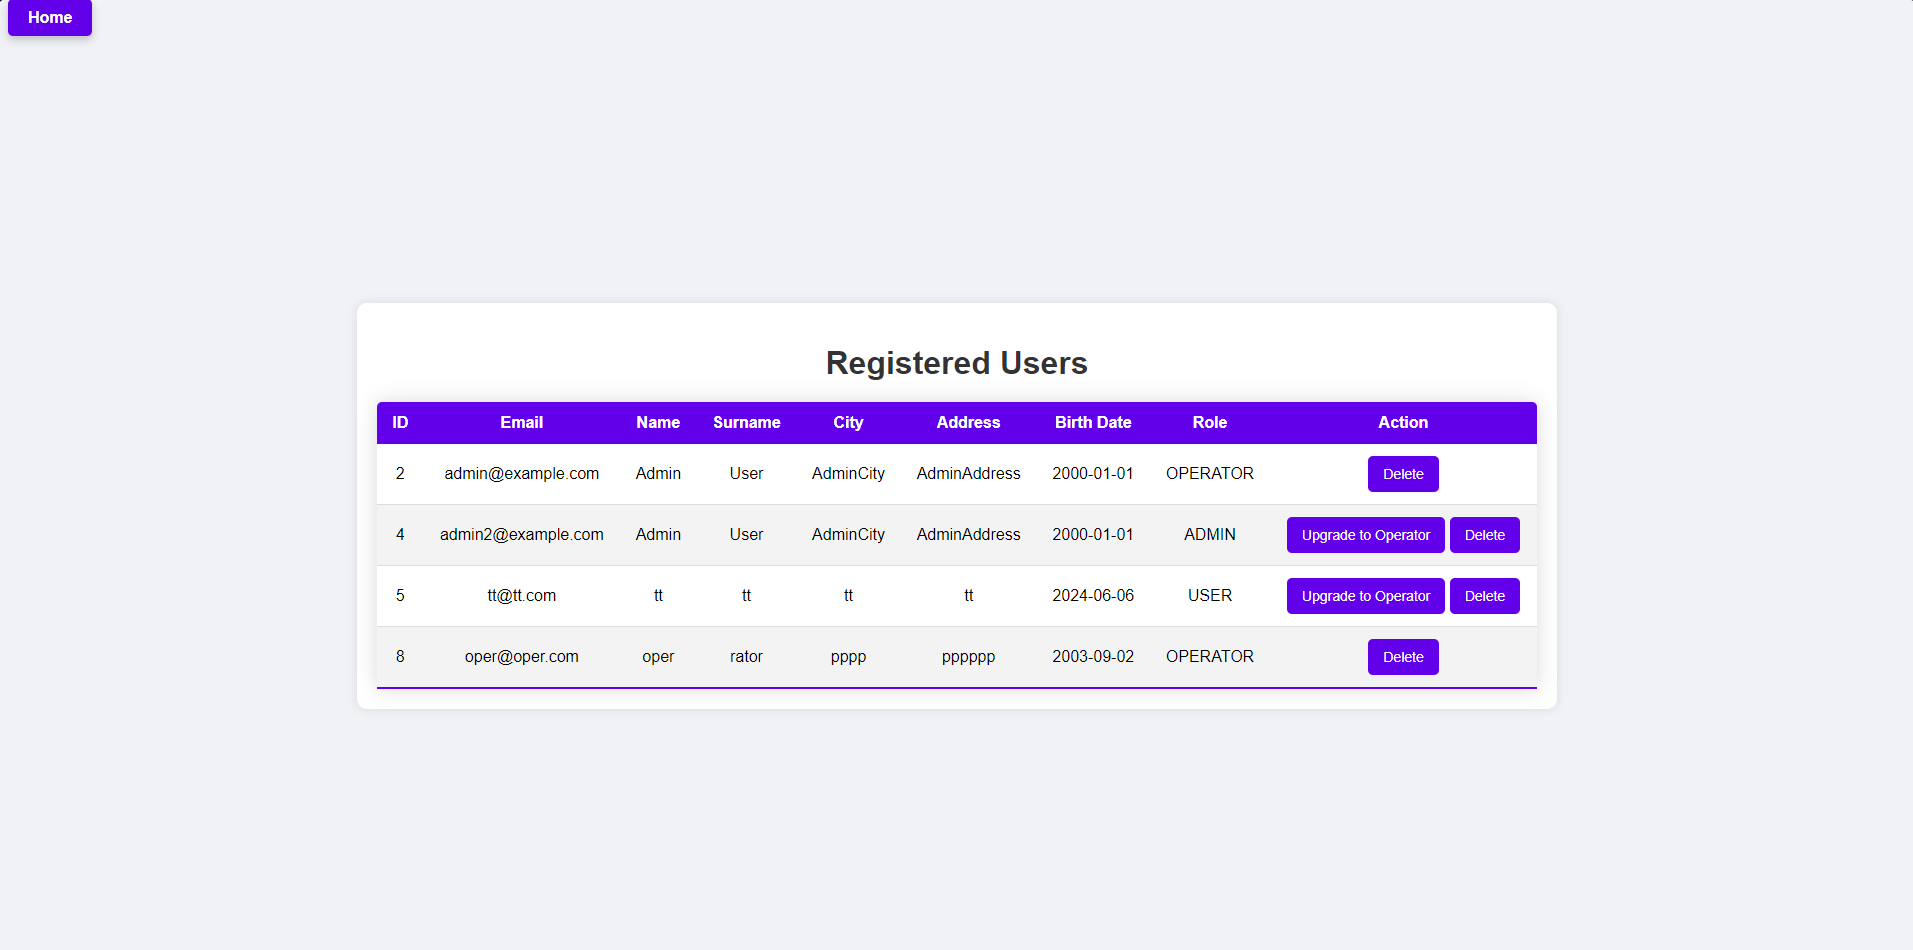 Home
Registered Users
ID Email Name Surname City Address Birth Date Role Action
2 admin@example.com Admin User AdminCity AdminAddress 2000-01-01 OPERATOR Delete
4 admin2@example.com Admin User AdminCity AdminAddress 2000-01-01 ADMIN Upgrade to Operator Delete
5 tt@tt.com tt tt tt tt 2024-06-06 USER Upgrade to Operator Delete
8 oper@oper.com oper rator pppp pppppp 2003-09-02 OPERATOR Delete